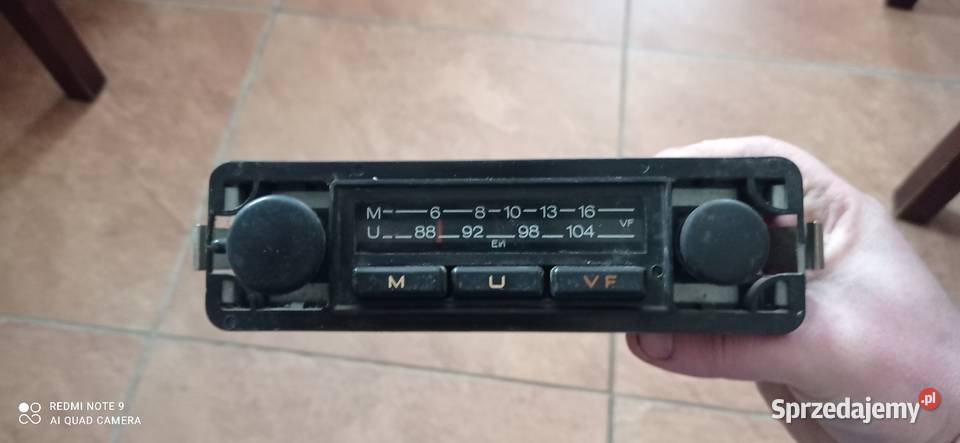 M 6 8 10 13 16
U 88 92 98 104 VF
Ein
M U VF
REDMI NOTE 9
AI QUAD CAMERA
Sprzedajemy.pl